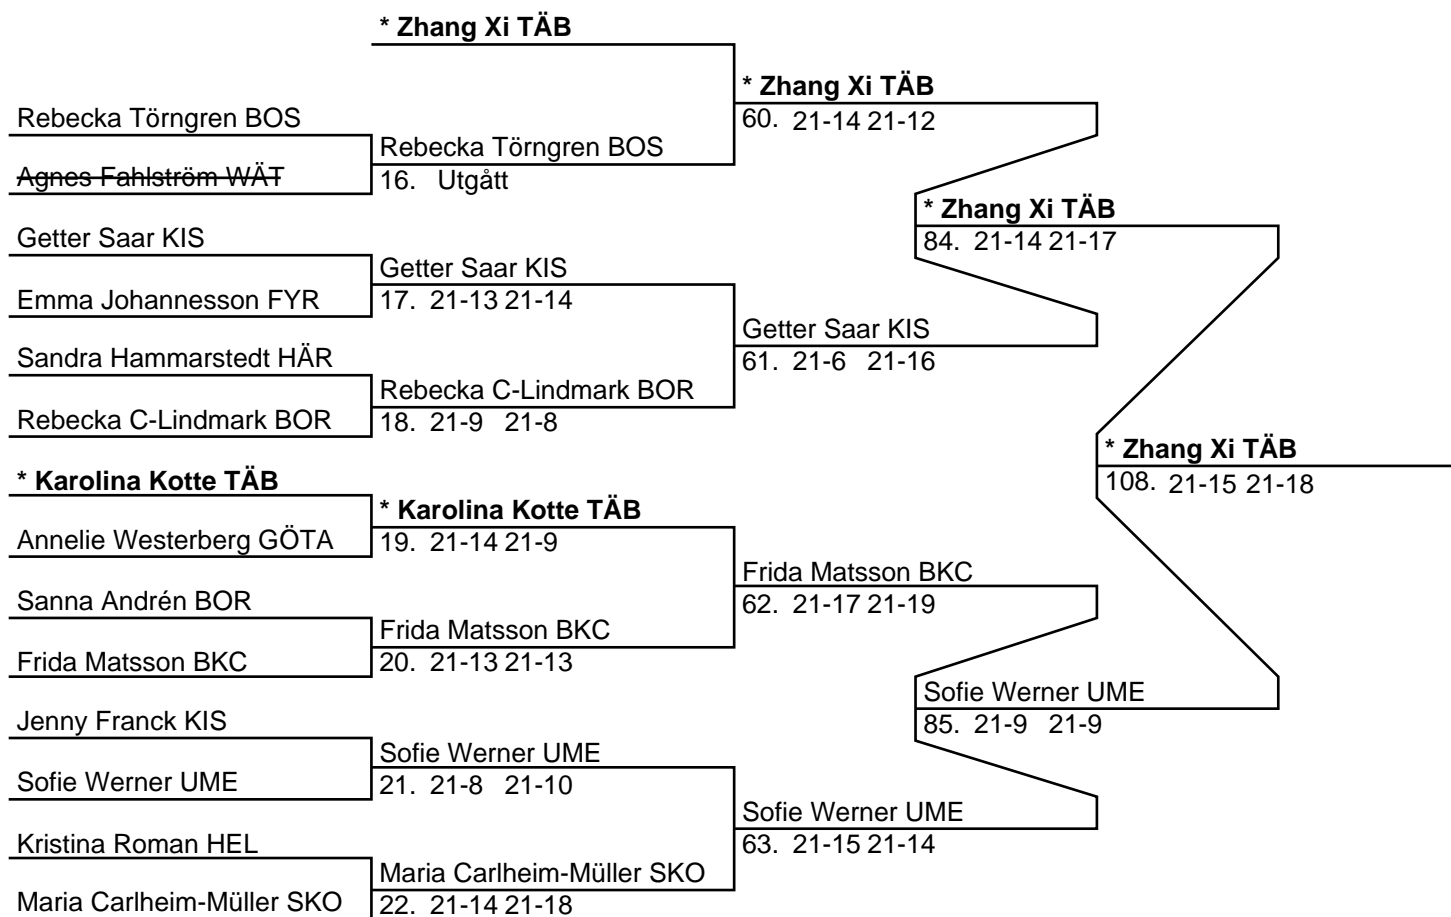 * Zhang Xi TÄB
* Zhang Xi TÄB
60. 21-14 21-12
Rebecka Törngren BOS
Rebecka Törngren BOS
Agnes Fahlström WÄT
16. Utgått
* Zhang Xi TÄB
84. 21-14 21-17
Getter Saar KIS
Getter Saar KIS
Emma Johannesson FYR
17. 21-13 21-14
Getter Saar KIS
61. 21-6 21-16
Sandra Hammarstedt HÄR
Rebecka C-Lindmark BOR
Rebecka C-Lindmark BOR
18. 21-9 21-8
* Zhang Xi TÄB
108. 21-15 21-18
* Karolina Kotte TÄB
* Karolina Kotte TÄB
Annelie Westerberg GÖTA
19. 21-14 21-9
Frida Matsson BKC
62. 21-17 21-19
Sanna Andrén BOR
Frida Matsson BKC
Frida Matsson BKC
20. 21-13 21-13
Sofie Werner UME
85. 21-9 21-9
Jenny Franck KIS
Sofie Werner UME
Sofie Werner UME
21. 21-8 21-10
Sofie Werner UME
63. 21-15 21-14
Kristina Roman HEL
Maria Carlheim-Müller SKO
Maria Carlheim-Müller SKO
22. 21-14 21-18